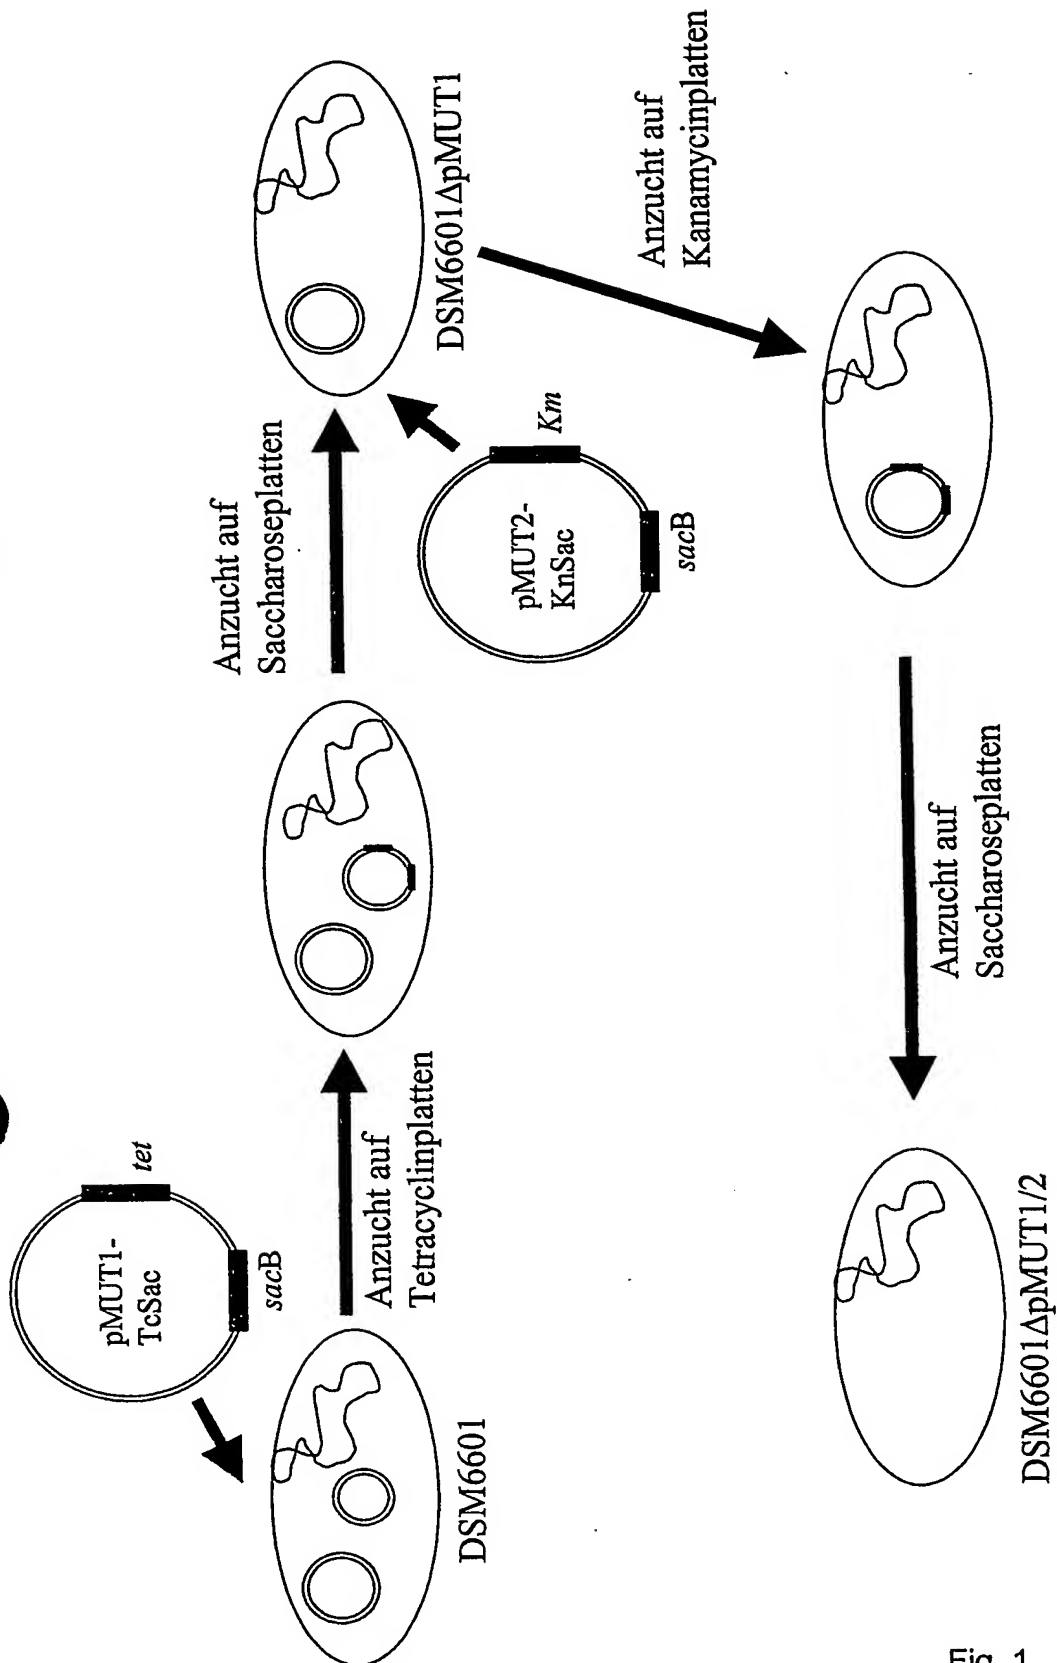 pMUT1-
TcSac
tet
sacB
DSM6601
Anzucht auf
Tetracyclinplatten
Anzucht auf
Saccharoseplatten
DSM6601ΔpMUT1
pMUT2-
KnSac
Km
sacB
Anzucht auf
Kanamycinplatten
Anzucht auf
Saccharoseplatten
DSM6601ΔpMUT1/2
Fig. 1